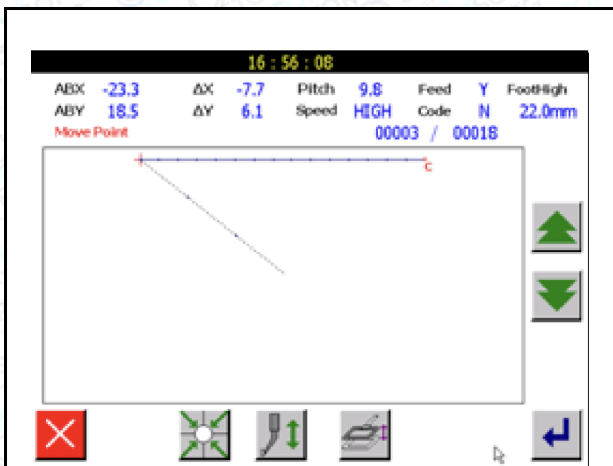 16 : 56 : 08
ABX -23.3 ΔX -7.7 Pitch 9.8 Feed Y FootHigh
ABY 18.5 ΔY 6.1 Speed HIGH Code N 22.0mm
Move Point 00003 / 00018
C